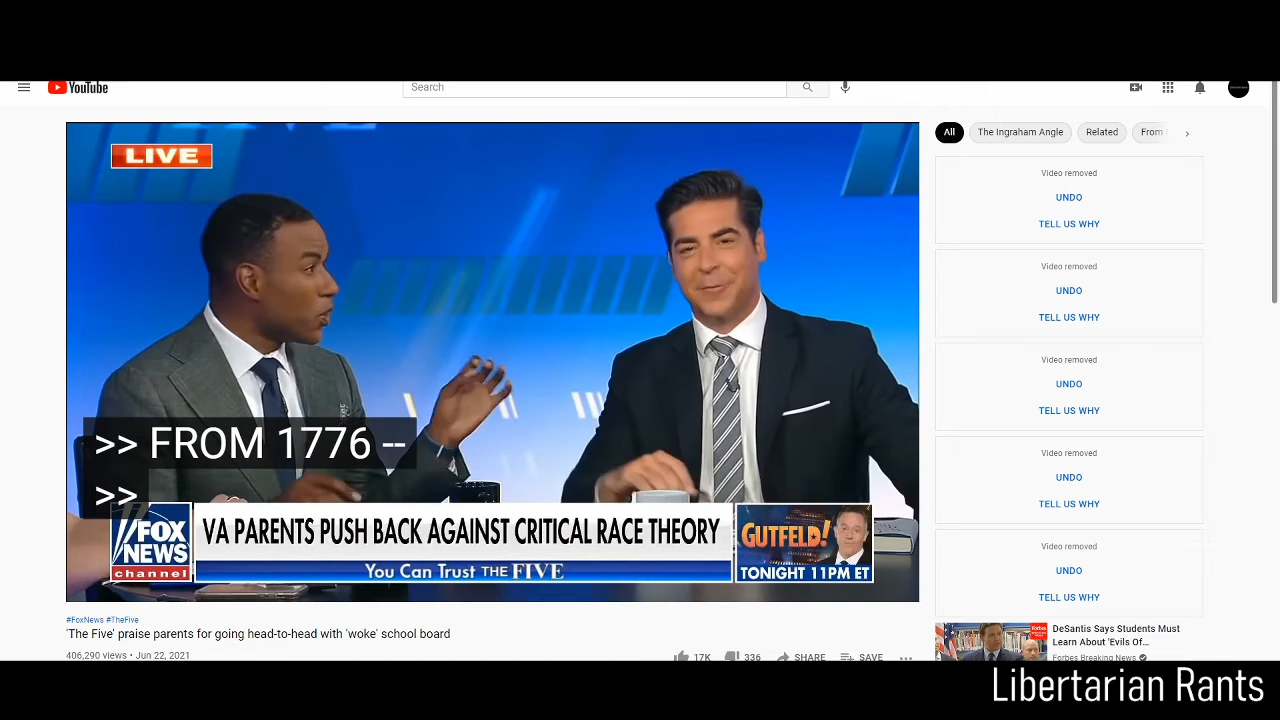 YouTube
Search
All
The Ingraham Angle
Related
From
LIVE
Video removed
UNDO
TELL US WHY
Video removed
UNDO
TELL US WHY
Video removed
UNDO
TELL US WHY
Video removed
UNDO
TELL US WHY
Video removed
UNDO
TELL US WHY
>> FROM 1776 --
>>
FOX
NEWS
channel
VA PARENTS PUSH BACK AGAINST CRITICAL RACE THEORY
You Can Trust THE FIVE
GUTFELD!
TONIGHT 11PM ET
#FoxNews #TheFive
'The Five' praise parents for going head-to-head with 'woke' school board
406,290 views • Jun 22, 2021
17K
336
SHARE
SAVE
DeSantis Says Students Must
Learn About 'Evils Of...
Forbes Breaking News
Libertarian Rants